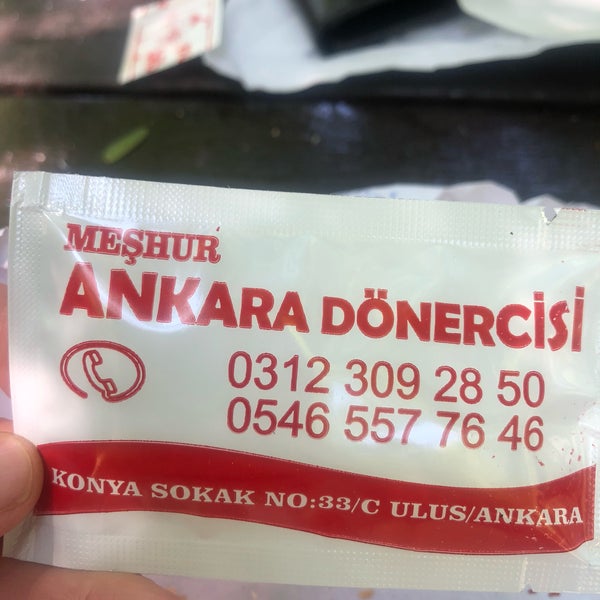 MEŞHUR
ANKARA DÖNERCİSİ
0312 309 28 50
0546 557 76 46
KONYA SOKAK NO:33/C ULUS/ANKARA